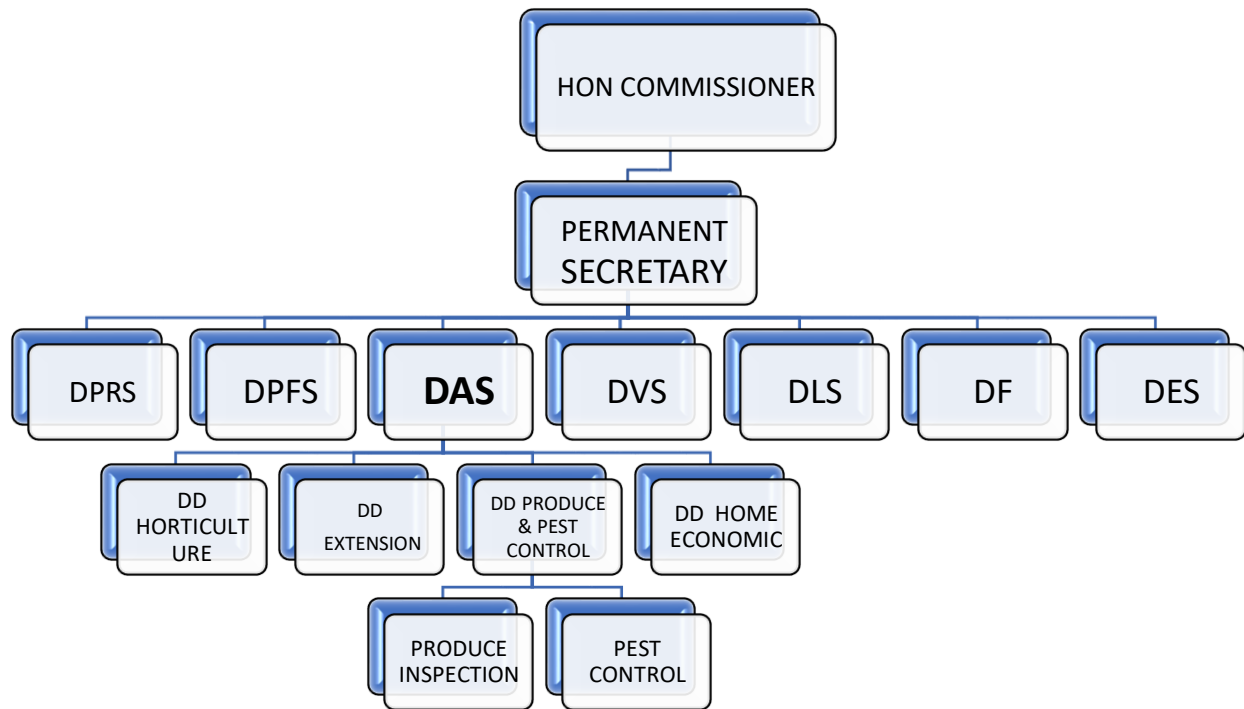 HON COMMISSIONER
PERMANENT
SECRETARY
DPRS
DPFS
DAS
DVS
DLS
DF
DES
DD
HORTICULT
URE
DD
EXTENSION
DD PRODUCE
& PEST
CONTROL
DD HOME
ECONOMIC
PRODUCE
INSPECTION
PEST
CONTROL